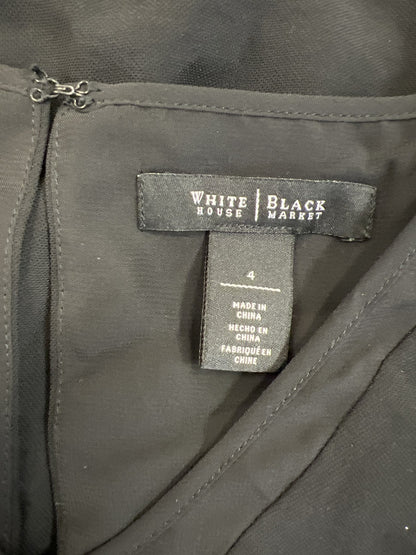 WHITE | BLACK
HOUSE | MARKET
4
MADE IN
CHINA
HECHO EN
CHINA
FABRIQUÉ EN
CHINE